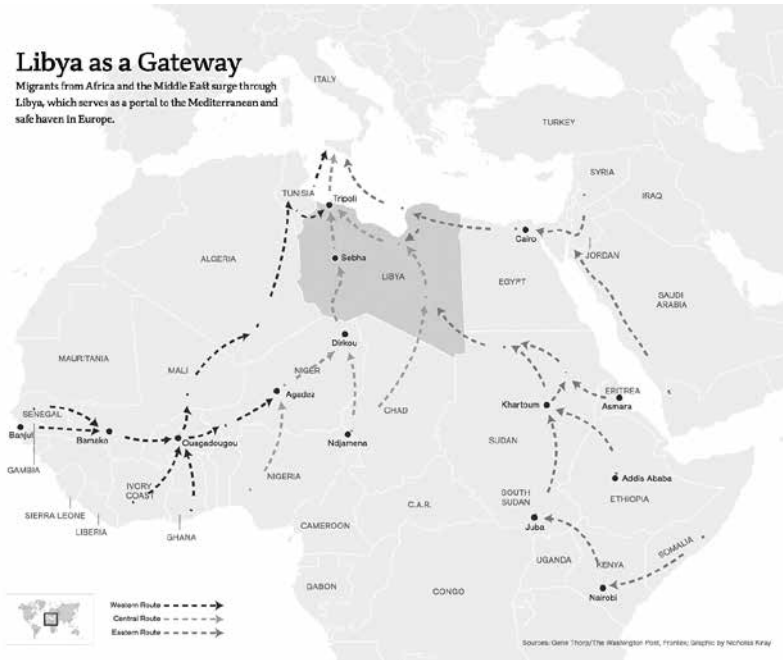 Libya as a Gateway
Migrants from Africa and the Middle East surge through
Libya, which serves as a portal to the Mediterranean and
safe haven in Europe.
ITALY
TURKEY
SYRIA
IRAQ
TUNISIA
Tripoli
Cairo
JORDAN
ALGERIA
Sebha
LIBYA
EGYPT
SAUDI
ARABIA
MAURITANIA
MALI
Dirkou
NIGER
Agadez
CHAD
Khartoum
ERITREA
Asmara
SENEGAL
Banjul
Bamako
Ouagadougou
Ndjamena
SUDAN
GAMBIA
NIGERIA
Addis Ababa
ETHIOPIA
IVORY
COAST
SOUTH
SUDAN
SIERRA LEONE
LIBERIA
GHANA
CAMEROON
C.A.R.
Juba
SOMALIA
UGANDA
KENYA
GABON
CONGO
Nairobi
Western Route
Central Route
Eastern Route
Sources: Gene Thorp/The Washington Post, Frontex; Graphic by Nicholas Kray